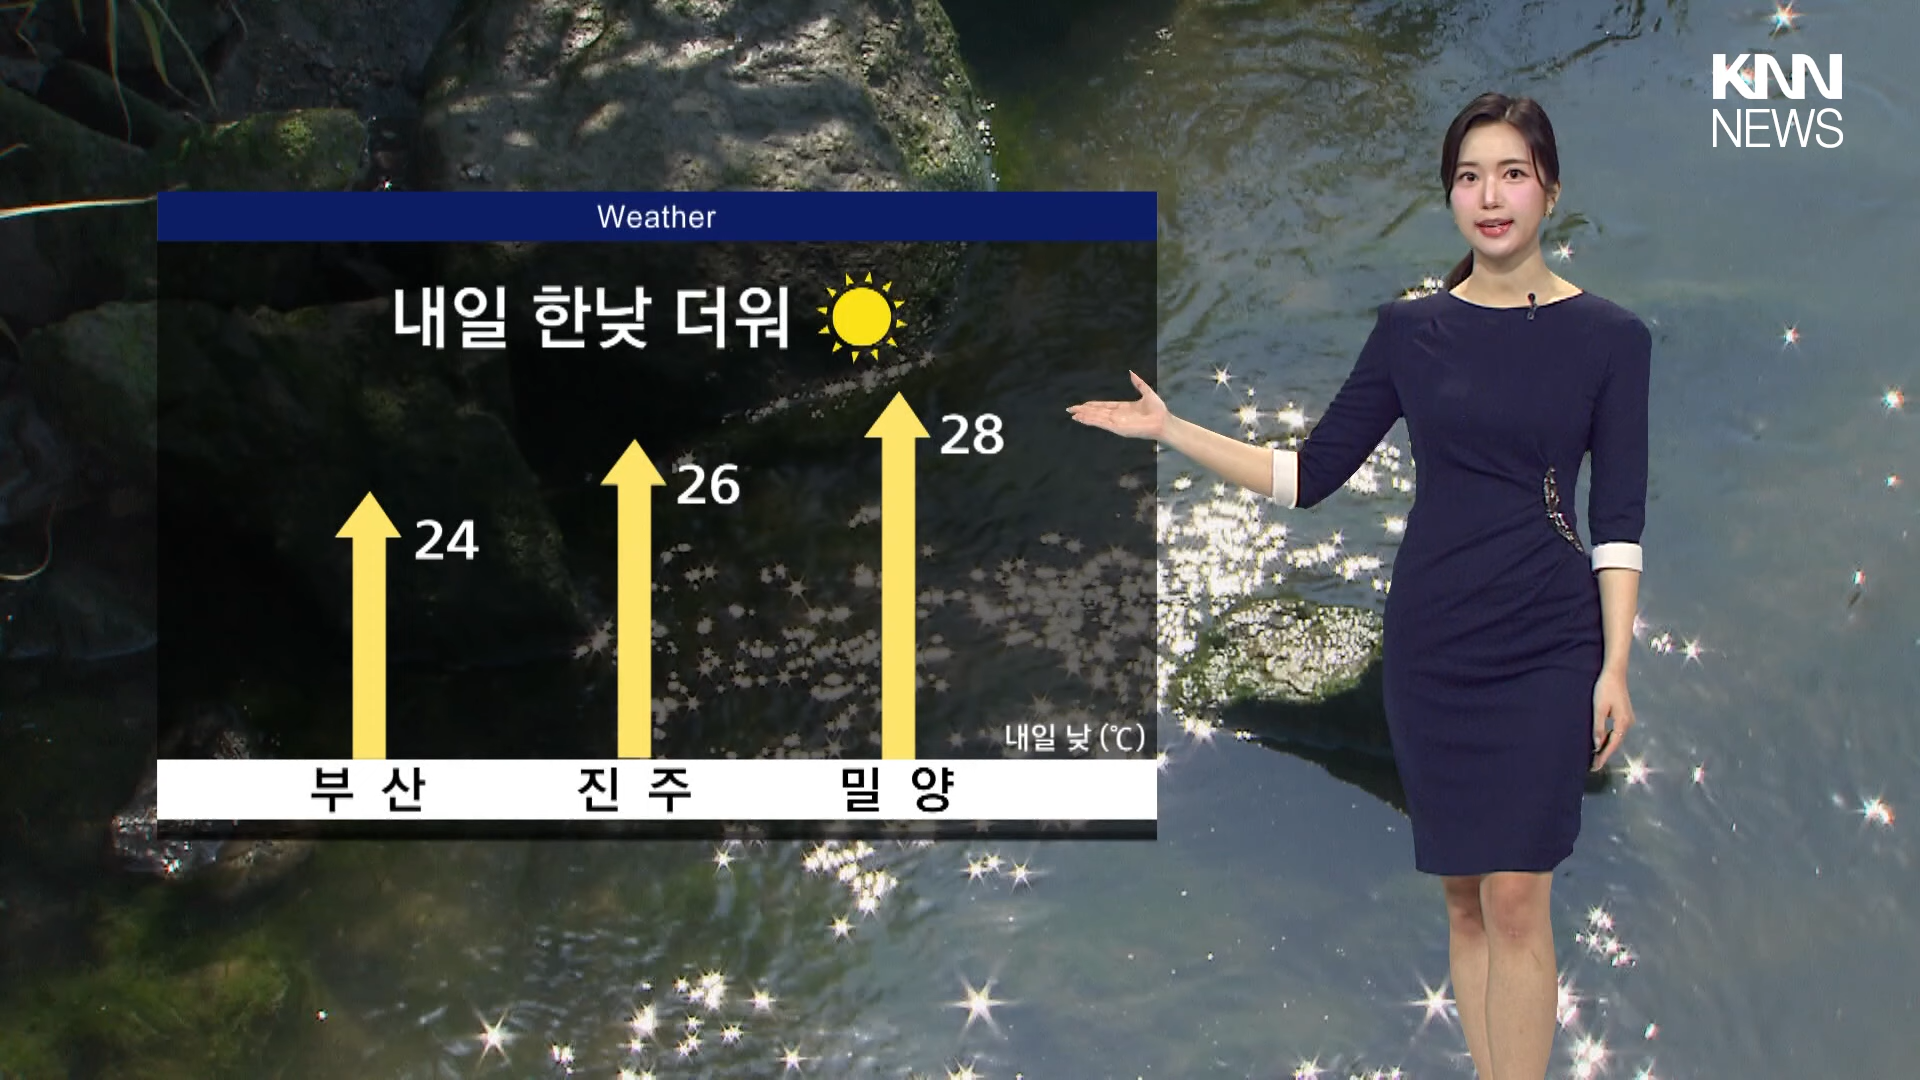 KNN
NEWS
Weather
내일 한낮 더워
28
26
24
내일 낮 (℃)
부 산
진 주
밀 양